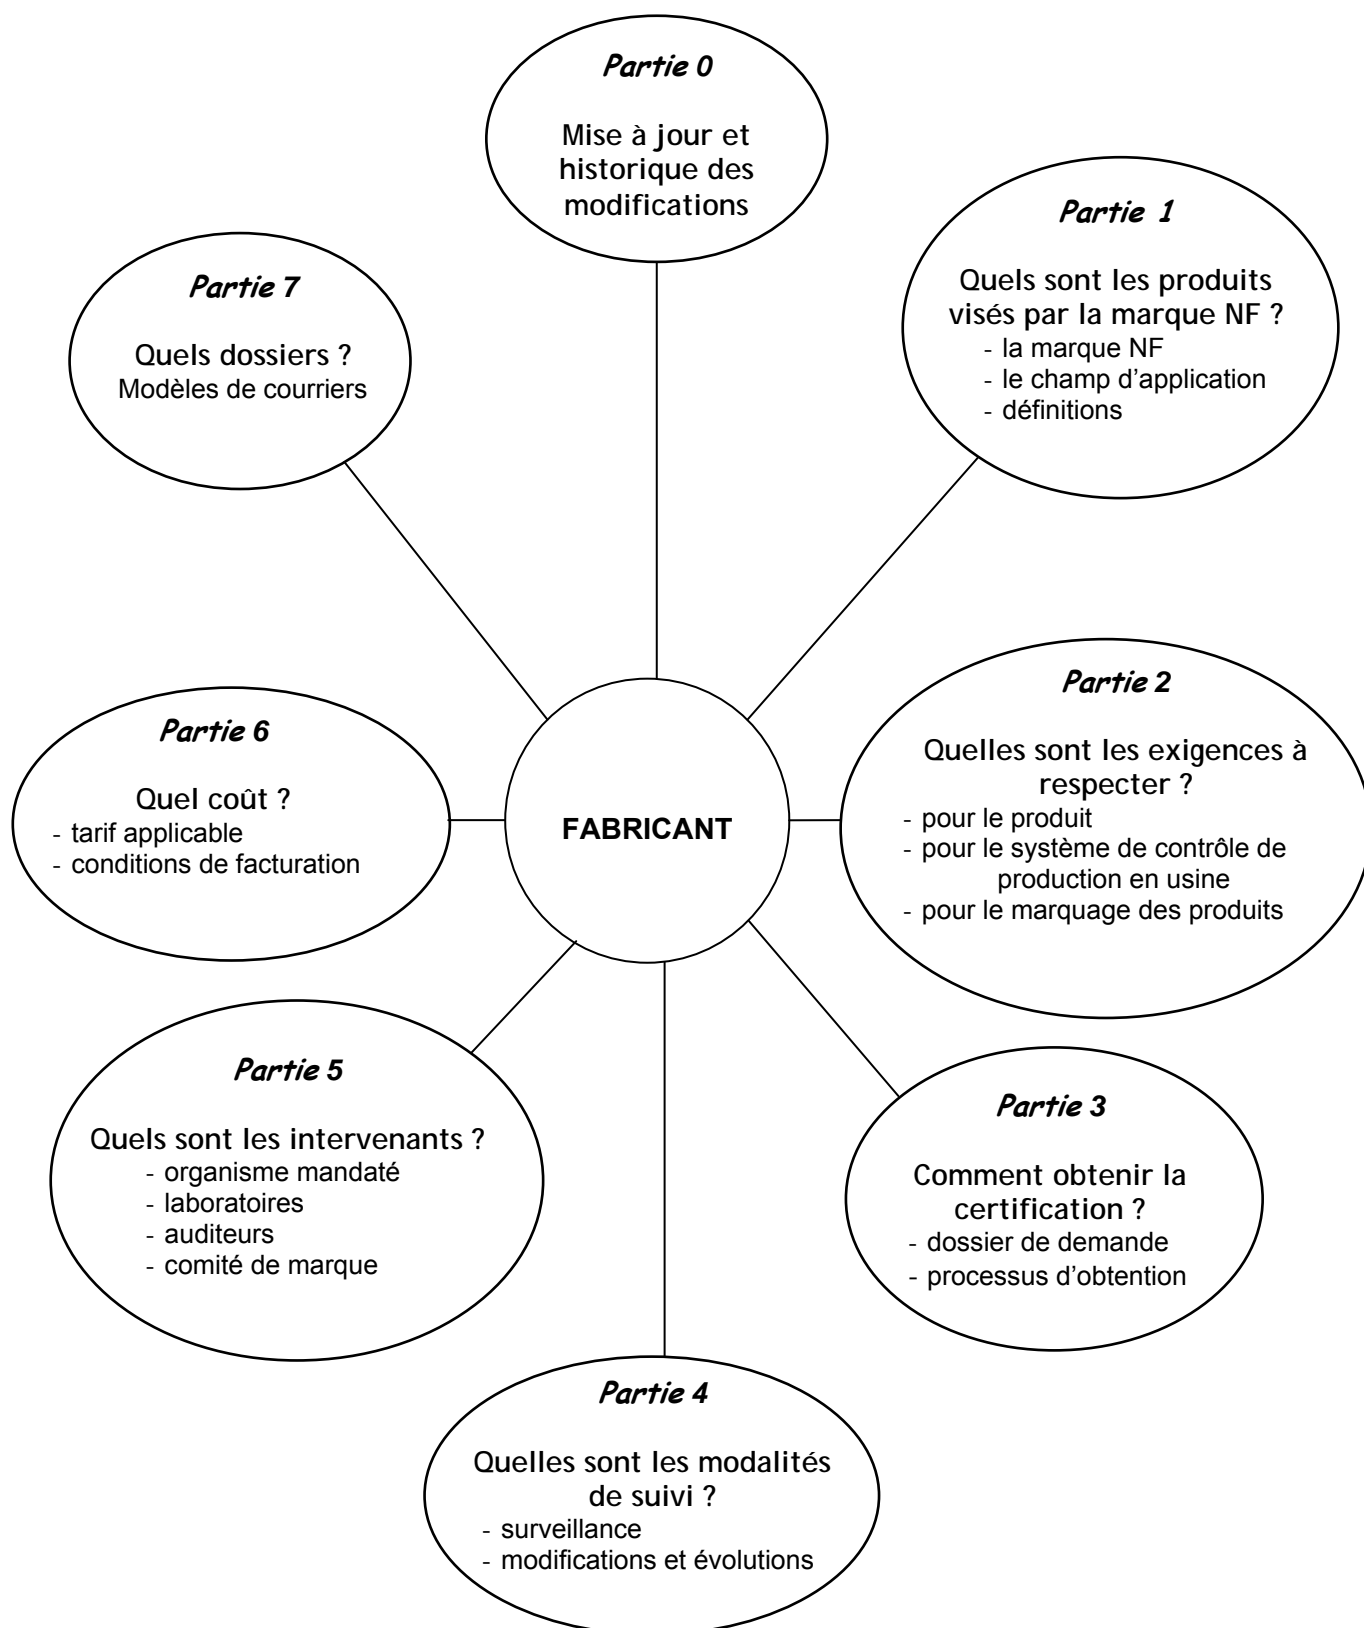 Partie 0
Mise à jour et
historique des
modifications
Partie 1
Quels sont les produits
visés par la marque NF ?
- la marque NF
- le champ d’application
- définitions
Partie 7
Quels dossiers ?
Modèles de courriers
Partie 2
Quelles sont les exigences à
respecter ?
- pour le produit
- pour le système de contrôle de
production en usine
- pour le marquage des produits
Partie 6
Quel coût ?
- tarif applicable
- conditions de facturation
FABRICANT
Partie 5
Quels sont les intervenants ?
- organisme mandaté
- laboratoires
- auditeurs
- comité de marque
Partie 3
Comment obtenir la
certification ?
- dossier de demande
- processus d’obtention
Partie 4
Quelles sont les modalités
de suivi ?
- surveillance
- modifications et évolutions